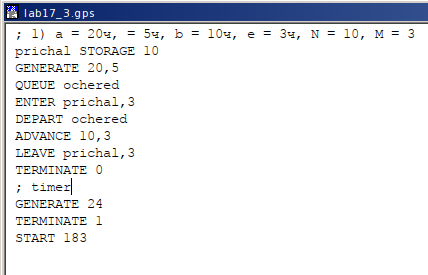 lab17_3.gps
; 1) a = 20ч, = 5ч, b = 10ч, e = 3ч, N = 10, M = 3
prichal STORAGE 10
GENERATE 20,5
QUEUE ochered
ENTER prichal,3
DEPART ochered
ADVANCE 10,3
LEAVE prichal,3
TERMINATE 0
; timer
GENERATE 24
TERMINATE 1
START 183